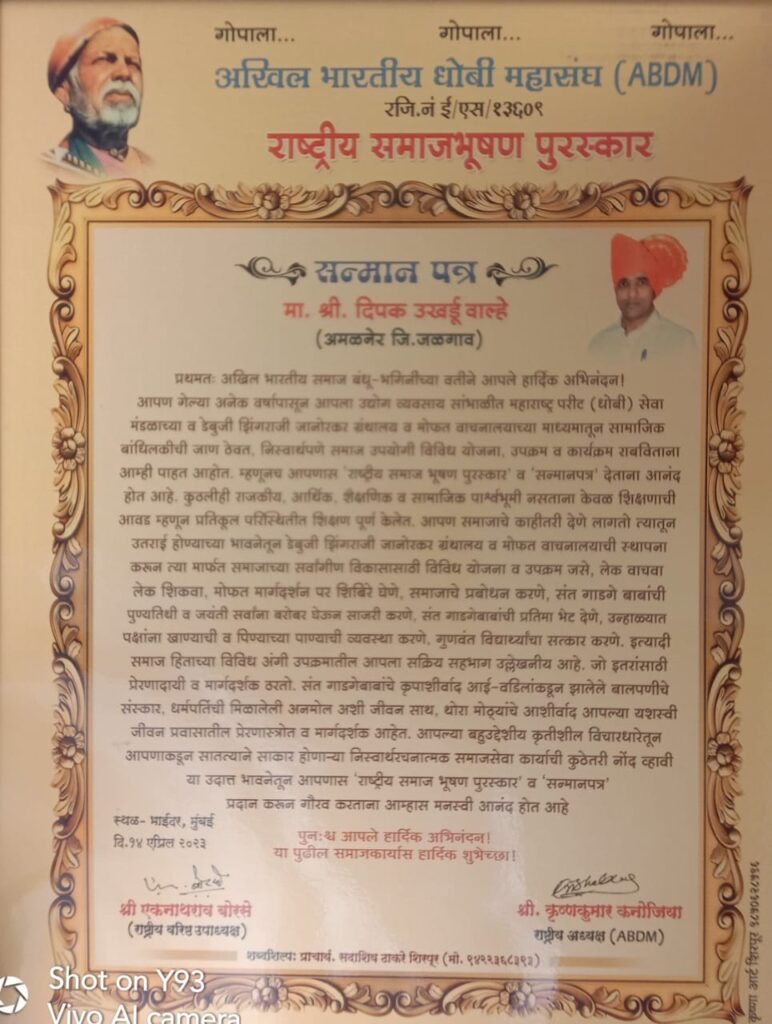 गोपाला... गोपाला... गोपाला...
अखिल भारतीय धोबी महासंघ (ABDM)
रजि.नं ई/एस/१३६०९
राष्ट्रीय समाजभूषण पुरस्कार
सन्मान पत्र
मा. श्री. दिपक उखर्डू वाल्हे
(अमळनेर जि.जळगाव)
प्रथमतः अखिल भारतीय समाज बंधू-भगिनींच्या वतीने आपले हार्दिक अभिनंदन!
आपण गेल्या अनेक वर्षापासून आपला उद्योग व्यवसाय सांभाळीत महाराष्ट्र परीट (धोबी) सेवा
मंडळाच्या व डेबुजी झिंगराजी जानोरकर ग्रंथालय व मोफत वाचनालयाच्या माध्यमातून सामाजिक
बांधिलकीची जाण ठेवत, निस्वार्थपणे समाज उपयोगी विविध योजना, उपक्रम व कार्यक्रम राबविताना
आम्ही पाहत आहोत. म्हणूनच आपणास 'राष्ट्रीय समाज भूषण पुरस्कार' व 'सन्मानपत्र' देताना आनंद
होत आहे. कुठलीही राजकीय, आर्थिक, शैक्षणिक व सामाजिक पार्श्वभूमी नसताना केवळ शिक्षणाची
आवड म्हणून प्रतिकूल परिस्थितीत शिक्षण पूर्ण केलेत. आपण समाजाचे काहीतरी देणे लागतो त्यातून
उतराई होण्याच्या भावनेतून डेबुजी झिंगराजी जानोरकर ग्रंथालय व मोफत वाचनालयाची स्थापना
करून त्या मार्फत समाजाच्या सर्वांगीण विकासासाठी विविध योजना व उपक्रम जसे, लेक वाचवा
लेक शिकवा, मोफत मार्गदर्शन पर शिबिरे घेणे, समाजाचे प्रबोधन करणे, संत गाडगे बाबांची
पुण्यतिथी व जयंती सर्वांना बरोबर घेऊन साजरी करणे, संत गाडगेबाबांची प्रतिमा भेट देणे, उन्हाळ्यात
पक्षांना खाण्याची व पिण्याच्या पाण्याची व्यवस्था करणे, गुणवंत विद्यार्थ्यांचा सत्कार करणे. इत्यादी
समाज हिताच्या विविध अंगी उपक्रमातील आपला सक्रिय सहभाग उल्लेखनीय आहे. जो इतरांसाठी
प्रेरणादायी व मार्गदर्शक ठरतो. संत गाडगेबाबांचे कृपाशीर्वाद आई-वडिलांकडून झालेले बालपणीचे
संस्कार, धर्मपतिंची मिळालेली अनमोल अशी जीवन साथ, थोरा मोठ्यांचे आशीर्वाद आपल्या यशस्वी
जीवन प्रवासातील प्रेरणास्त्रोत व मार्गदर्शक आहेत. आपल्या बहुउद्देशीय कृतीशील विचारधारेतून
आपणाकडून सातत्याने साकार होणाऱ्या निस्वार्थरचनात्मक समाजसेवा कार्याची कुठेतरी नोंद व्हावी
या उदात्त भावनेतून आपणास 'राष्ट्रीय समाज भूषण पुरस्कार' व 'सन्मानपत्र'
प्रदान करून गौरव करताना आम्हास मनस्वी आनंद होत आहे
स्थळ- भाईंदर, मुंबई
दि.१४ एप्रिल २०२३
पुनःश्च आपले हार्दिक अभिनंदन!
या पुढील समाजकार्यास हार्दिक शुभेच्छा!
श्री एकनाथराव बोरसे
(राष्ट्रीय वरिष्ठ उपाध्यक्ष)
श्री. कृष्णकुमार कनोजिया
राष्ट्रीय अध्यक्ष (ABDM)
शब्दशिल्प: प्राचार्य. सदाशिव ठाकरे शिरपूर (मो. ९४२२३६८३९३)
कृष्णा आर्ट शिरपूर
Shot on Y93
Vivo AI camera